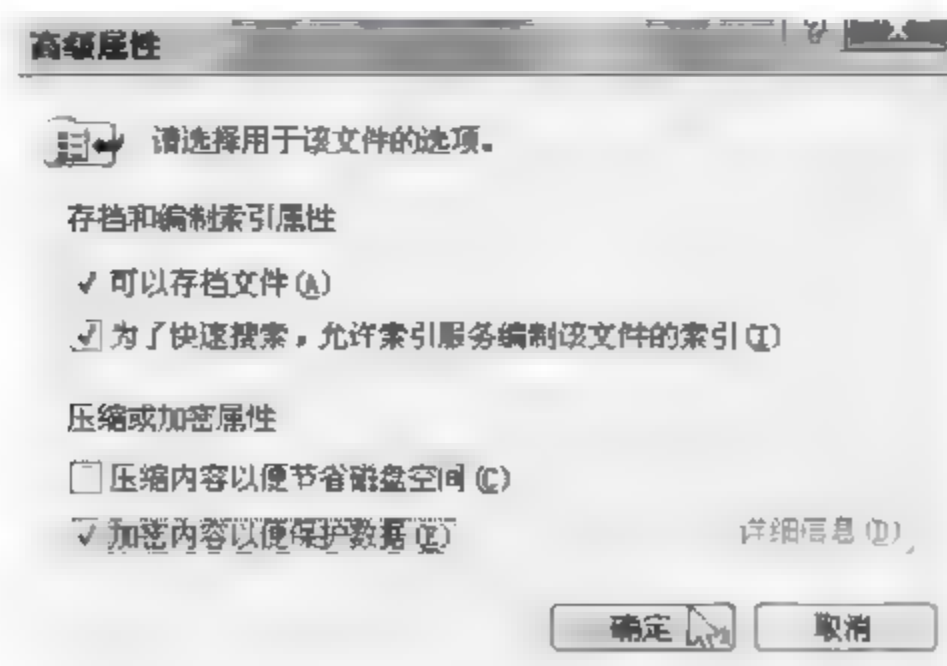 高级属性
请选择用于该文件的选项。
存档和编制索引属性
可以存档文件(A)
为了快速搜索，允许索引服务编制该文件的索引(I)
压缩或加密属性
压缩内容以便节省磁盘空间(C)
加密内容以便保护数据(E)
详细信息(D)
确定
取消